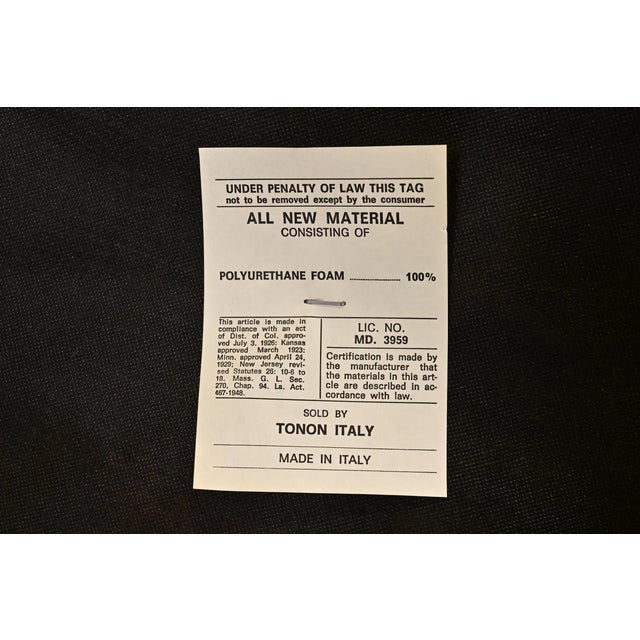 UNDER PENALTY OF LAW THIS TAG
not to be removed except by the consumer
ALL NEW MATERIAL
CONSISTING OF
POLYURETHANE FOAM .................. 100%
This article is made in
compliance with an act
of Dist. of Col. appro-
ved July 3, 1926; Kansas
approved March 1923;
Minn. approved April 24,
1929; New Jersey revi-
sed Statutes 26: 10-6 to
18. Mass. G. L. Sec.
270, Chap. 94. La. Act.
467-1948.
LIC. NO.
MD. 3959
Certification is made by
the manufacturer that
the materials in this art-
cle are described in ac-
cordance with law.
SOLD BY
TONON ITALY
MADE IN ITALY